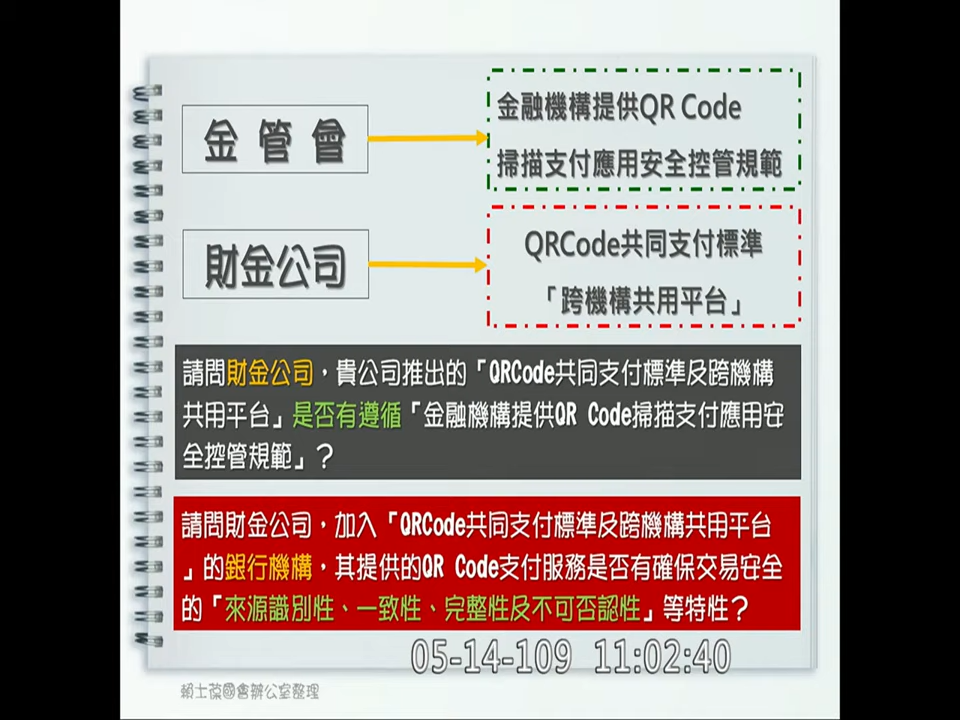 金管會
金融機構提供QR Code
掃描支付應用安全控管規範
財金公司
QRCode共同支付標準
「跨機構共用平台」
請問財金公司，貴公司推出的「QRCode共同支付標準及跨機構
共用平台」是否有遵循「金融機構提供QR Code掃描支付應用安
全控管規範」？
請問財金公司，加入「QRCode共同支付標準及跨機構共用平台
」的銀行機構，其提供的QR Code支付服務是否有確保交易安全
的「來源識別性、一致性、完整性及不可否認性」等特性？
05-14-109 11:02:40
賴士葆國會辦公室整理